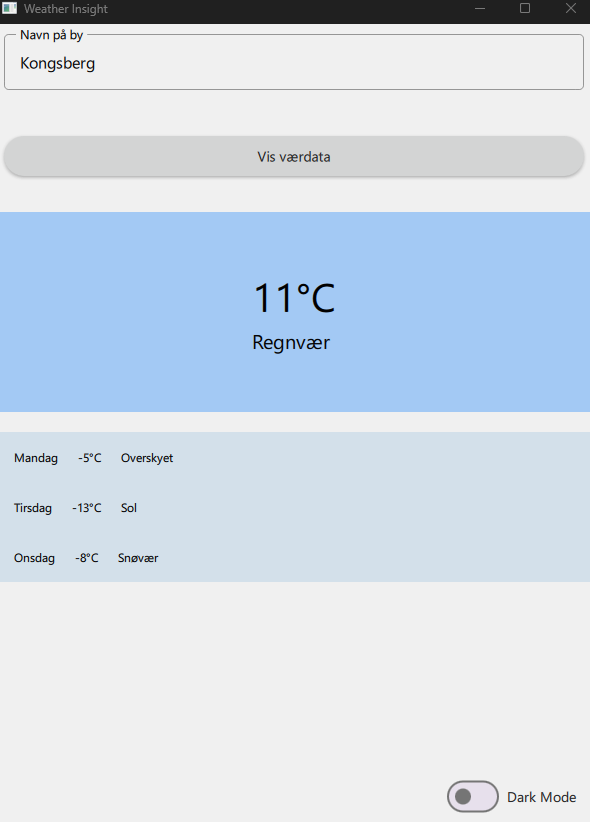 Weather Insight
Navn på by
Kongsberg
Vis værdata
11°C
Regnvær
Mandag -5°C Overskyet
Tirsdag -13°C Sol
Onsdag -8°C Snøvær
Dark Mode